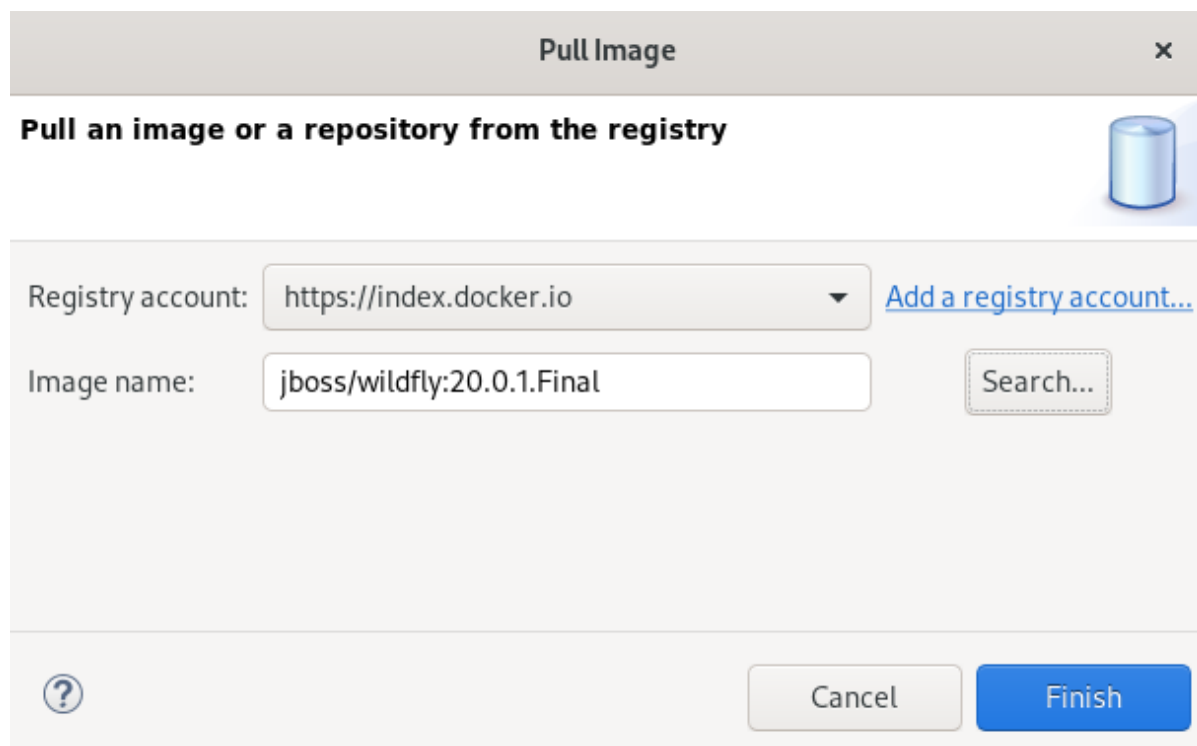 Pull Image
Pull an image or a repository from the registry
Registry account: https://index.docker.io Add a registry account...
Image name: jboss/wildfly:20.0.1.Final Search...
Cancel Finish